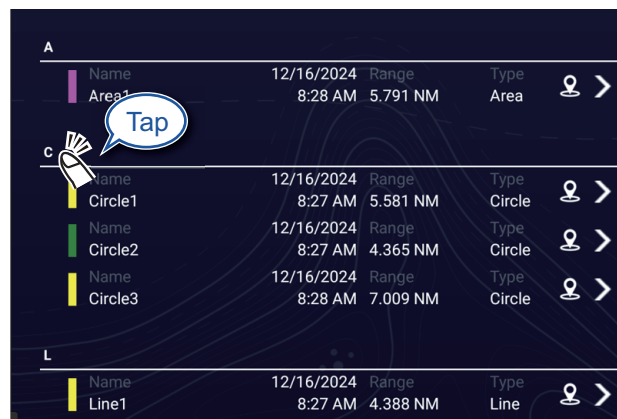 A
Name 12/16/2024 Range Type
Area1 8:28 AM 5.791 NM Area
Tap
C
Name 12/16/2024 Range Type
Circle1 8:27 AM 5.581 NM Circle
Name 12/16/2024 Range Type
Circle2 8:27 AM 4.365 NM Circle
Name 12/16/2024 Range Type
Circle3 8:28 AM 7.009 NM Circle
L
Name 12/16/2024 Range Type
Line1 8:27 AM 4.388 NM Line